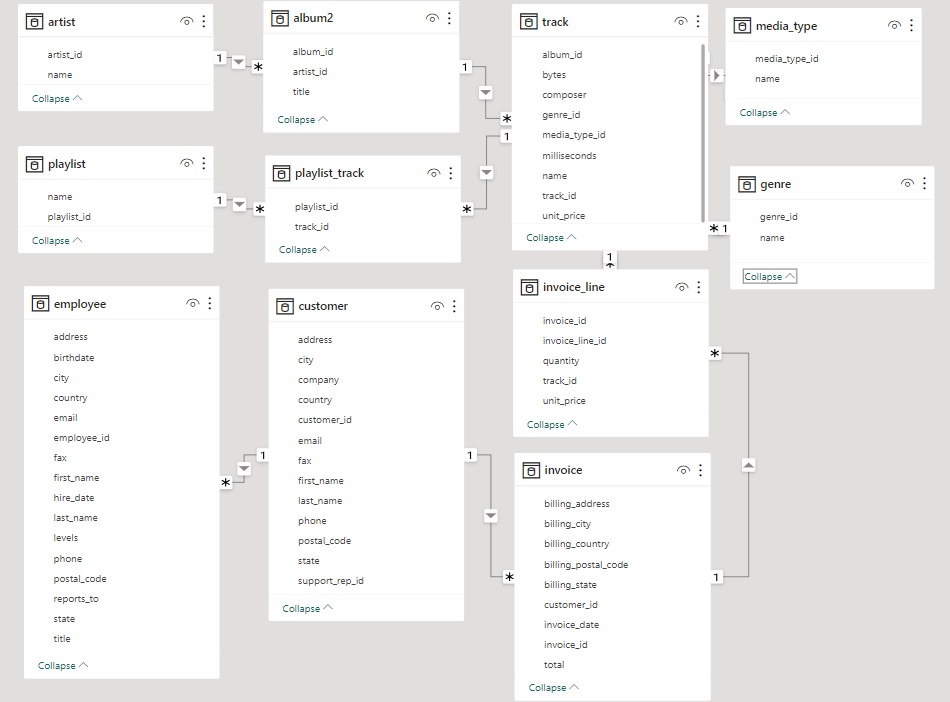 artist
artist_id
name
Collapse
album2
album_id
artist_id
title
Collapse
track
album_id
bytes
composer
genre_id
media_type_id
milliseconds
name
track_id
unit_price
Collapse
media_type
media_type_id
name
Collapse
playlist
name
playlist_id
Collapse
playlist_track
playlist_id
track_id
Collapse
genre
genre_id
name
Collapse
employee
address
birthdate
city
country
email
employee_id
fax
first_name
hire_date
last_name
levels
phone
postal_code
reports_to
state
title
Collapse
customer
address
city
company
country
customer_id
email
fax
first_name
last_name
phone
postal_code
state
support_rep_id
Collapse
invoice_line
invoice_id
invoice_line_id
quantity
track_id
unit_price
Collapse
invoice
billing_address
billing_city
billing_country
billing_postal_code
billing_state
customer_id
invoice_date
invoice_id
total
Collapse
1
*
1
*
1
*
1
*
* 1
1
*
1
*
1
*
1